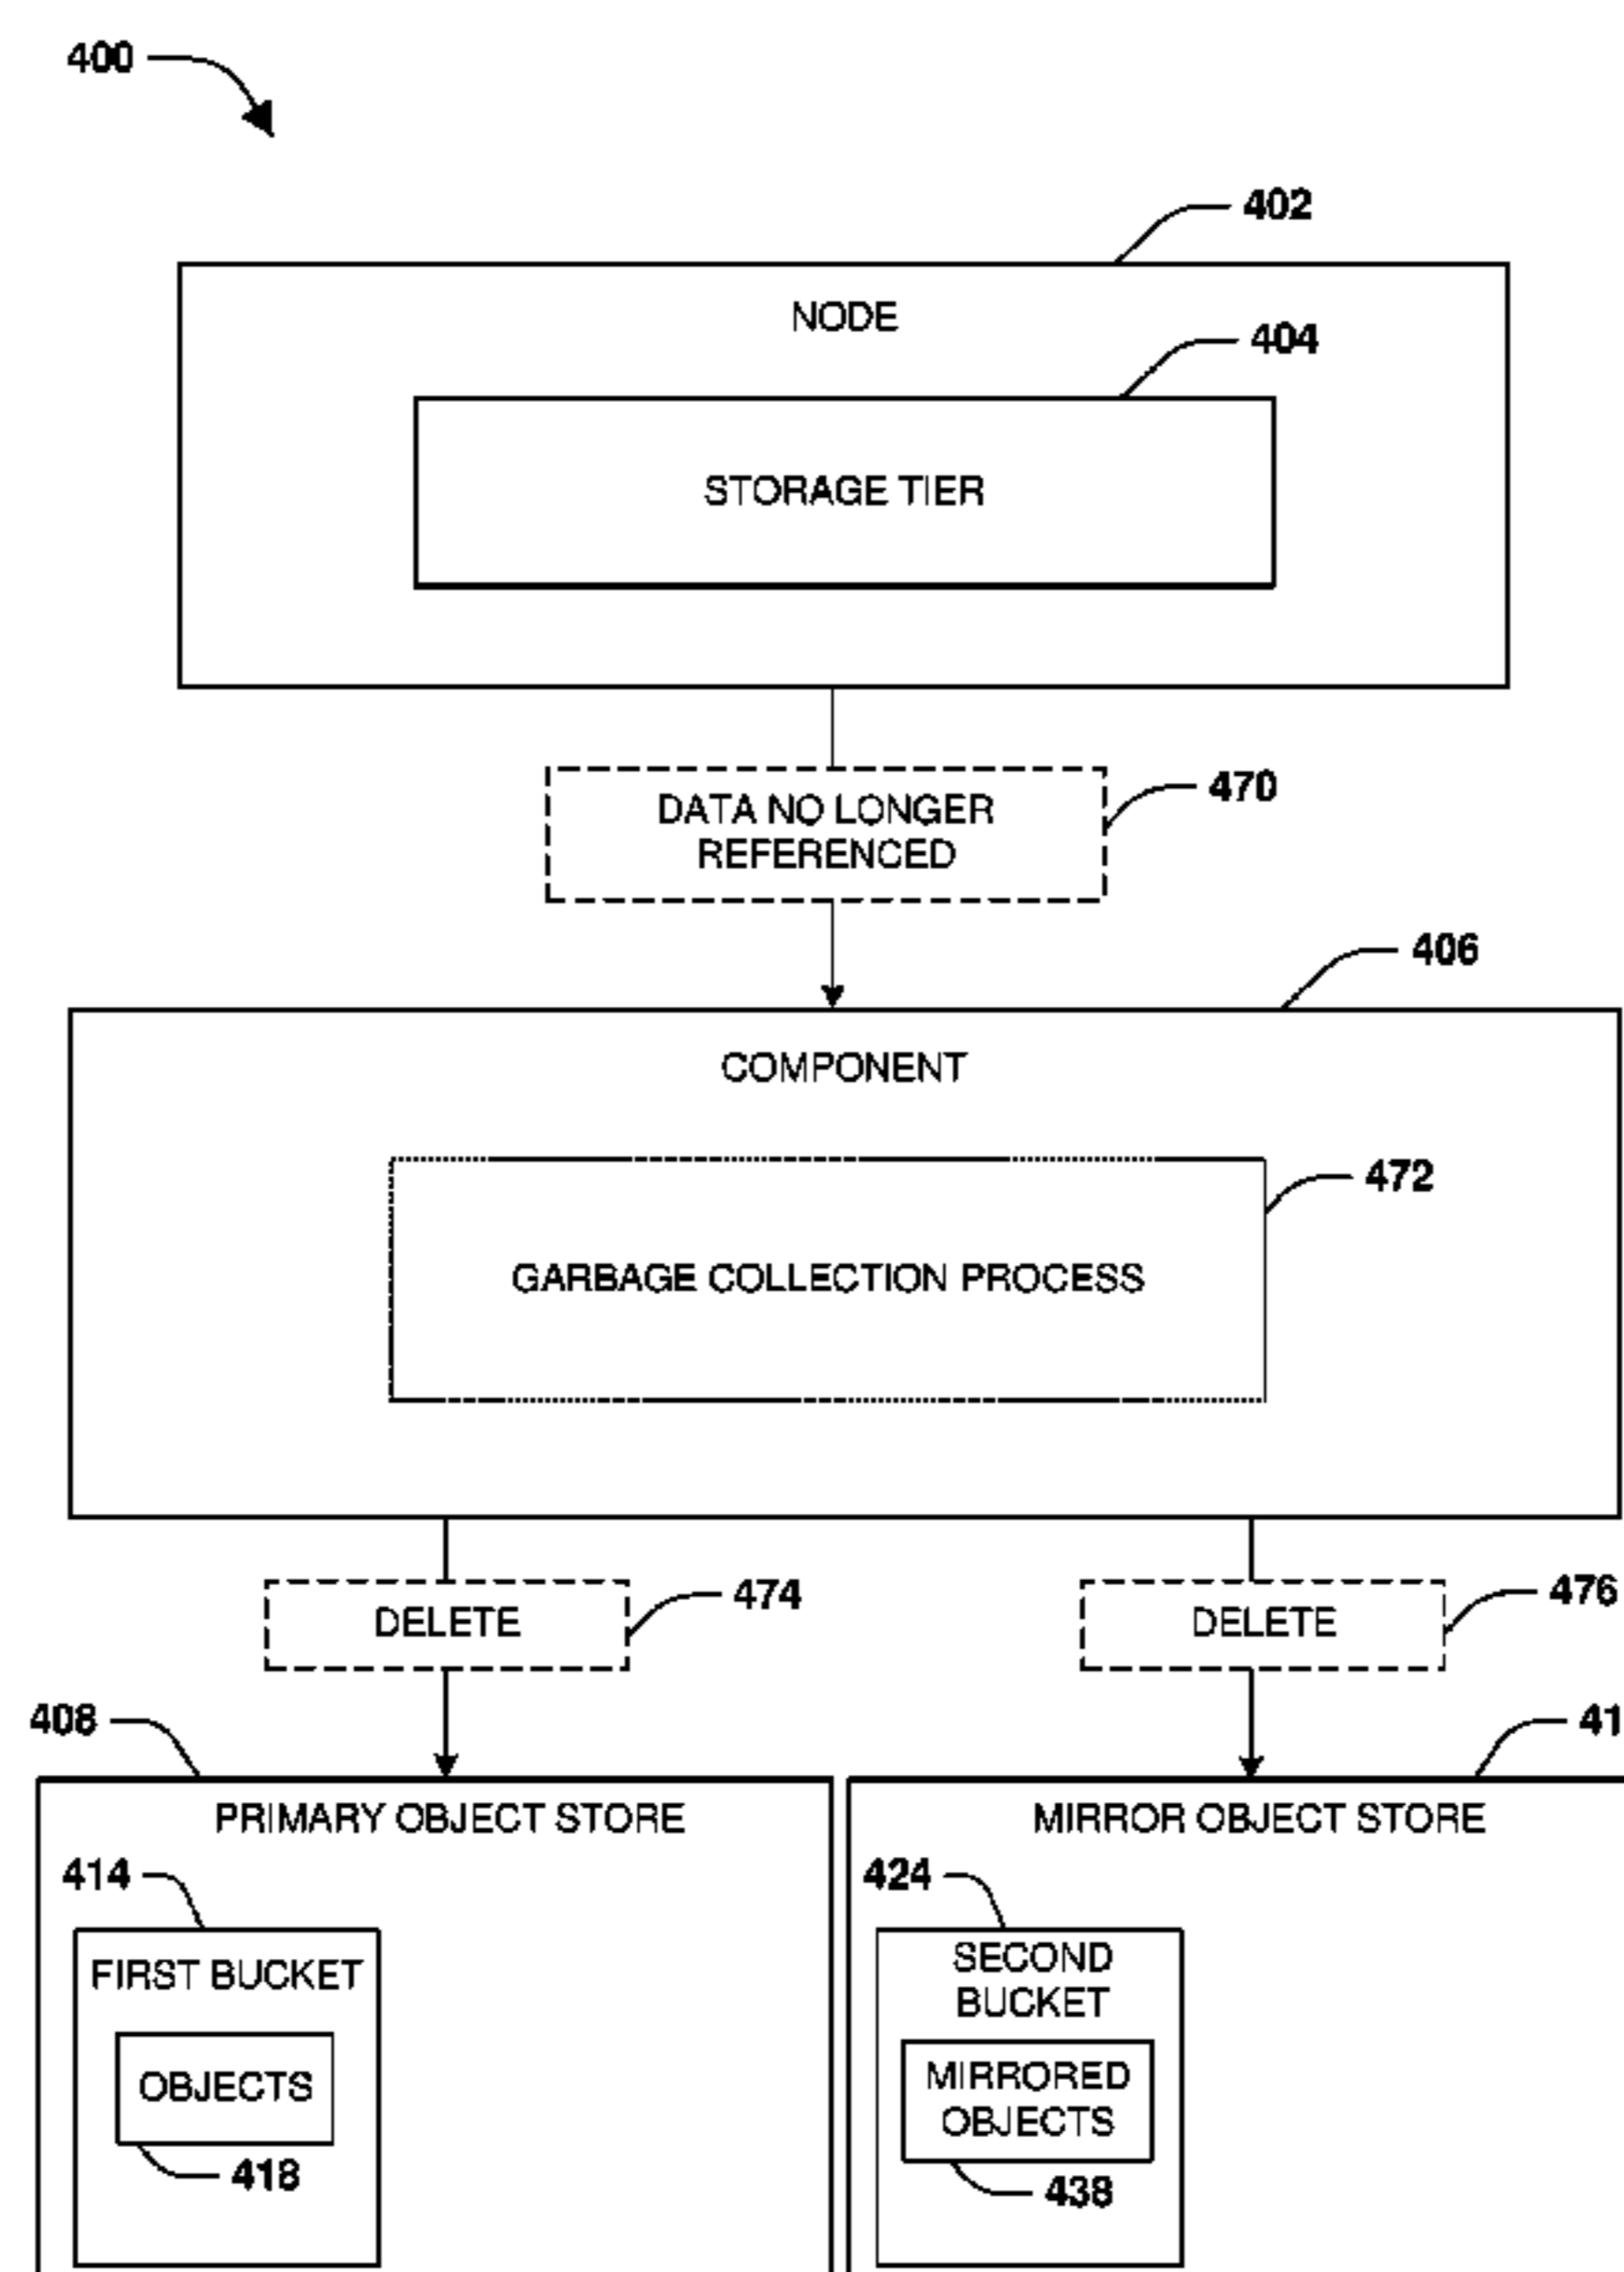 400
402
NODE
404
STORAGE TIER
DATA NO LONGER
REFERENCED
470
406
COMPONENT
472
GARBAGE COLLECTION PROCESS
DELETE
474
DELETE
476
408
41
PRIMARY OBJECT STORE
MIRROR OBJECT STORE
414
424
FIRST BUCKET
SECOND
BUCKET
OBJECTS
MIRRORED
OBJECTS
418
438